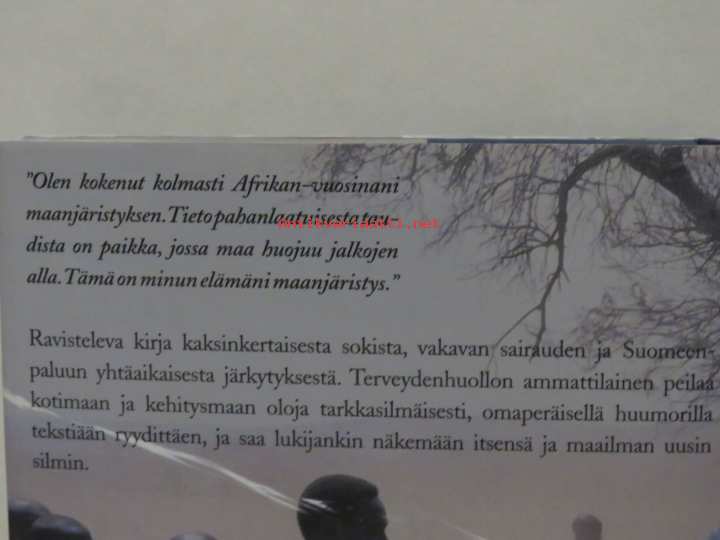 "Olen kokenut kolmasti Afrikan-vuosinani
maanjäristyksen. Tieto pahanlaatuisesta tau-
dista on paikka, jossa maa huojuu jalkojen
alla. Tämä on minun elämäni maanjäristys."
Ravisteleva kirja kaksinkertaisesta sokista, vakavan sairauden ja Suomeen-
paluun yhtäaikaisesta järkytyksestä. Terveydenhuollon ammattilainen peilaa
kotimaan ja kehitysmaan oloja tarkkasilmäisesti, omaperäisellä huumorilla
tekstiään ryydittäen, ja saa lukijankin näkemään itsensä ja maailman uusin
silmin.